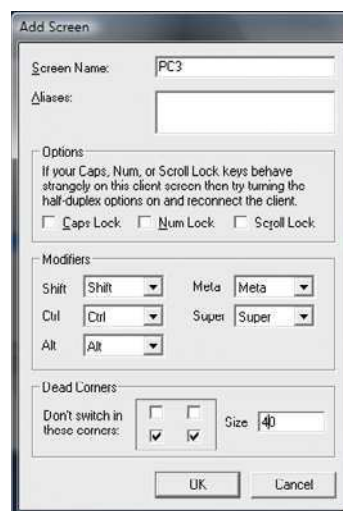 Add Screen
Screen Name: PC3
Aliases:
Options
If your Caps, Num, or Scroll Lock keys behave
strangely on this client screen then try turning the
half-duplex options on and reconnect the client.
Caps Lock Num Lock Scroll Lock
Modifiers
Shift Shift Meta Meta
Ctrl Ctrl Super Super
Alt Alt
Dead Corners
Don't switch in
these corners:
Size 40
OK Cancel